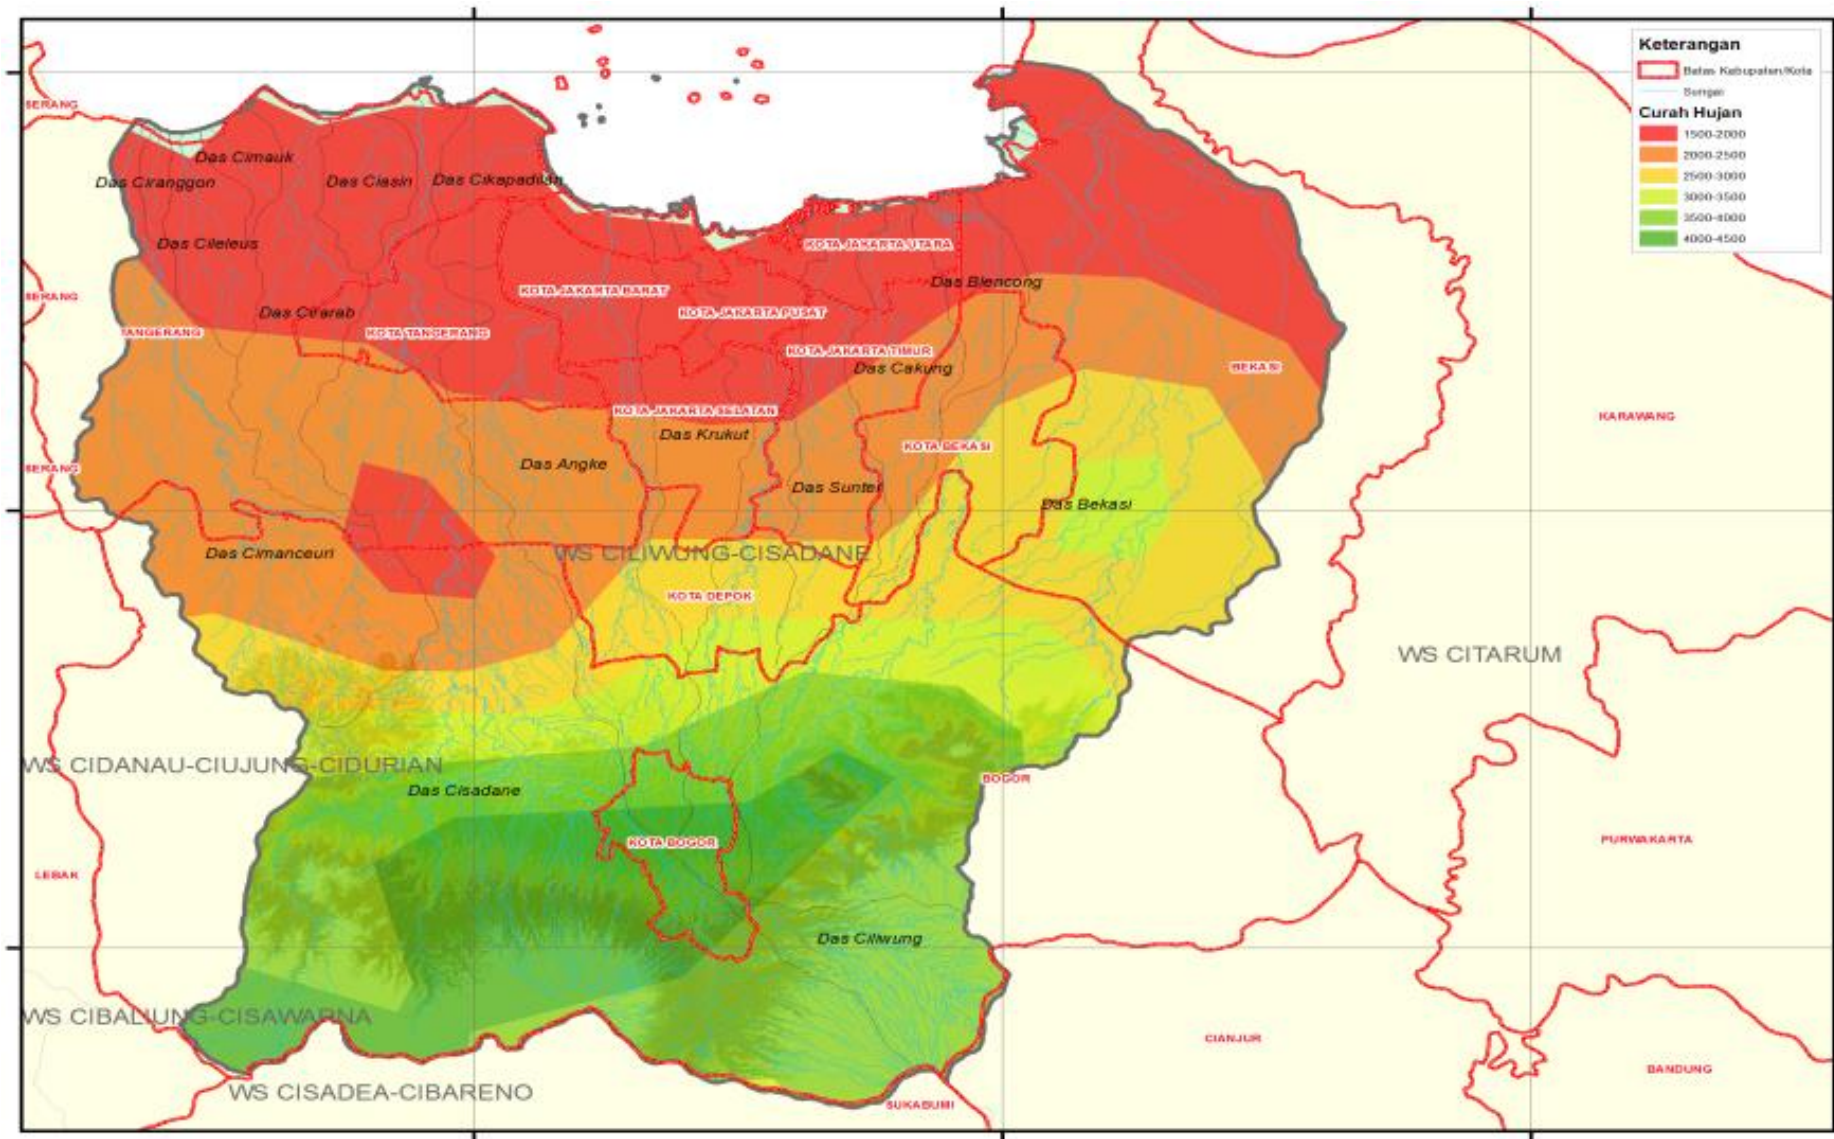 Keterangan
Batas Kabupaten/Kota
Sungai
Curah Hujan
1500-2000
2000-2500
2500-3000
3000-3500
3500-4000
4000-4500
SERANG
Das Cimauk
Das Ciranggon
Das Ciasin
Das Cikapadilan
Das Cileleus
KOTA JAKARTA UTARA
Das Blencong
SERANG
KOTA JAKARTA BARAT
Das Cirarab
KOTA JAKARTA PUSAT
TANGERANG
KOTA TANGERANG
KOTA JAKARTA TIMUR
Das Cakung
BEKASI
KOTA JAKARTA SELATAN
KARAWANG
Das Krukut
KOTA BEKASI
SERANG
Das Angke
Das Sunter
Das Bekasi
Das Cimanceuri
WS CILIWUNG-CISADANE
KOTA DEPOK
WS CITARUM
WS CIDANAU-CIUJUNG-CIDURIAN
BOGOR
Das Cisadane
KOTA BOGOR
PURWAKARTA
LEBAK
Das Ciliwung
WS CIBALIUNG-CISAWARNA
CIANJUR
BANDUNG
WS CISADEA-CIBARENO
SUKABUMI